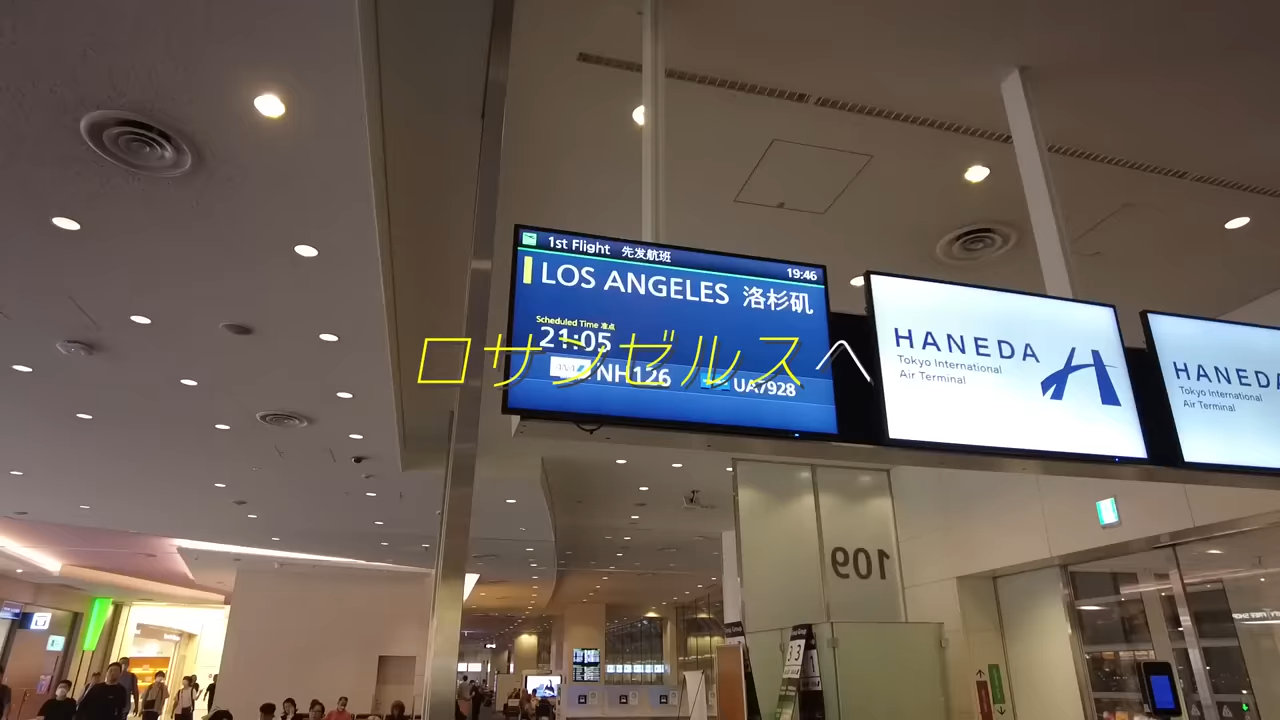 1st Flight 先发航班
19:46
LOS ANGELES 洛杉矶
Scheduled Time 准点
21:05
ロサンゼルスへ
NH126 UA7928
HANEDA
Tokyo International
Air Terminal
HANEDA
Tokyo International
Air Terminal
109